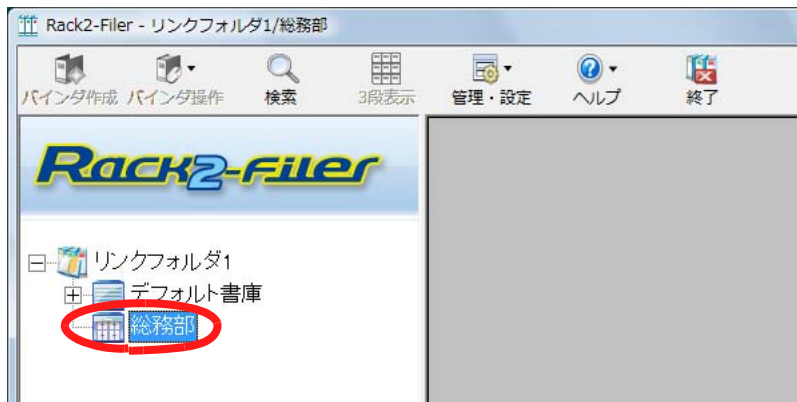 Rack2-Filer - リンクフォルダ1/総務部
バインダ作成 バインダ操作 検索 3段表示 管理・設定 ヘルプ 終了
Rack2-Filer
リンクフォルダ1
デフォルト書庫
総務部